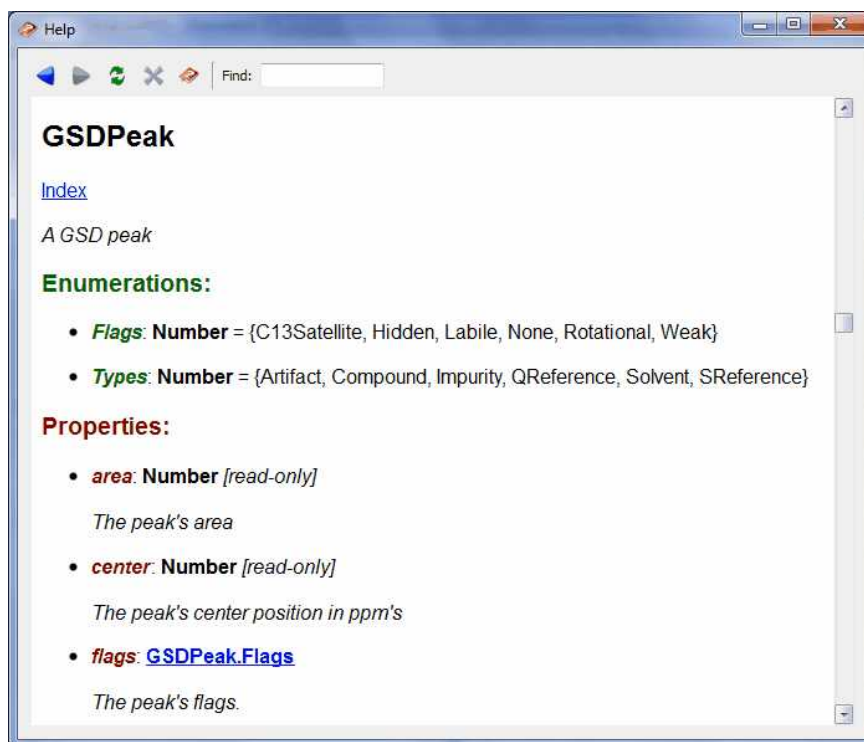 Help
Find:
GSDPeak
Index
A GSD peak
Enumerations:
• Flags: Number = {C13Satellite, Hidden, Labile, None, Rotational, Weak}
• Types: Number = {Artifact, Compound, Impurity, QReference, Solvent, SReference}
Properties:
• area: Number [read-only]
The peak's area
• center: Number [read-only]
The peak's center position in ppm's
• flags: GSDPeak.Flags
The peak's flags.